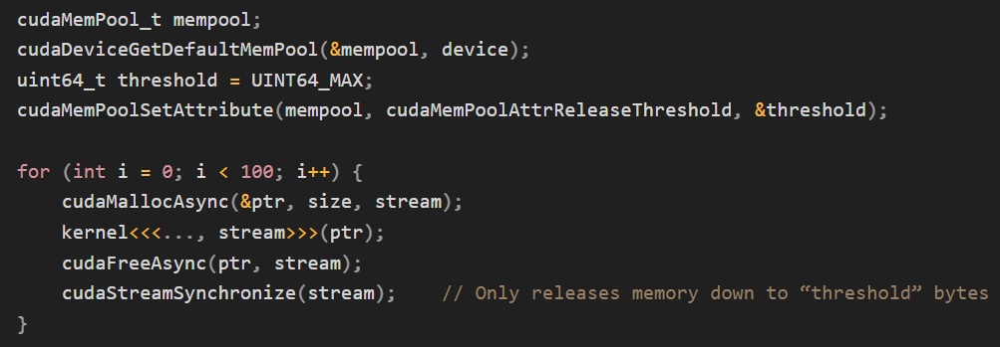 cudaMemPool_t mempool;
cudaDeviceGetDefaultMemPool(&mempool, device);
uint64_t threshold = UINT64_MAX;
cudaMemPoolSetAttribute(mempool, cudaMemPoolAttrReleaseThreshold, &threshold);

for (int i = 0; i < 100; i++) {
    cudaMallocAsync(&ptr, size, stream);
    kernel<<<..., stream>>>(ptr);
    cudaFreeAsync(ptr, stream);
    cudaStreamSynchronize(stream);    // Only releases memory down to “threshold” bytes
}